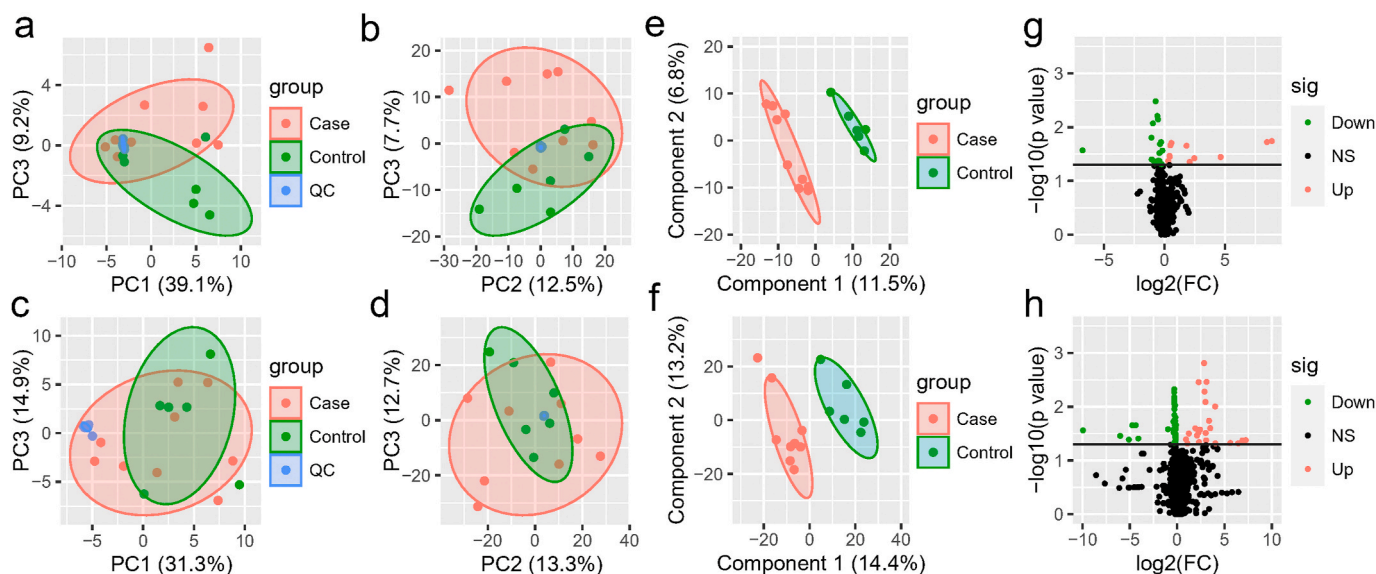 a
PC3 (9.2%)
4
0
−4
−10
−5
0
5
10
PC1 (39.1%)
group
Case
Control
QC
b
PC3 (7.7%)
20
10
0
−10
−20
−30
−20
−10
0
10
20
PC2 (12.5%)
e
Component 2 (6.8%)
20
10
0
−10
−20
−20
−10
0
10
20
Component 1 (11.5%)
group
Case
Control
g
−log10(p value)
3
2
1
0
−5
0
5
10
log2(FC)
sig
Down
NS
Up
c
PC3 (14.9%)
10
5
0
−5
−5
0
5
10
PC1 (31.3%)
group
Case
Control
QC
d
PC3 (12.7%)
20
0
−20
−20
0
20
40
PC2 (13.3%)
f
Component 2 (13.2%)
40
20
0
−20
−40
−20
0
20
40
Component 1 (14.4%)
group
Case
Control
h
−log10(p value)
3
2
1
0
−10
−5
0
5
10
log2(FC)
sig
Down
NS
Up